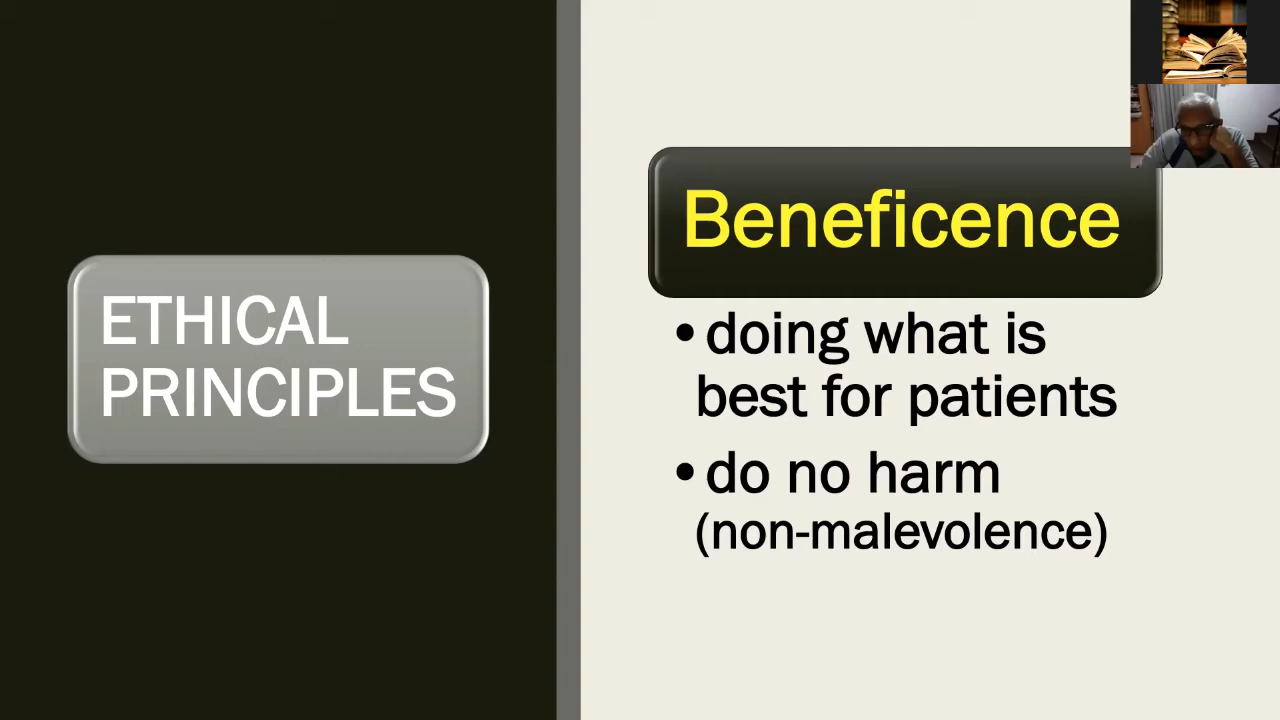 ETHICAL
PRINCIPLES
Beneficence
• doing what is
best for patients
• do no harm
(non-malevolence)